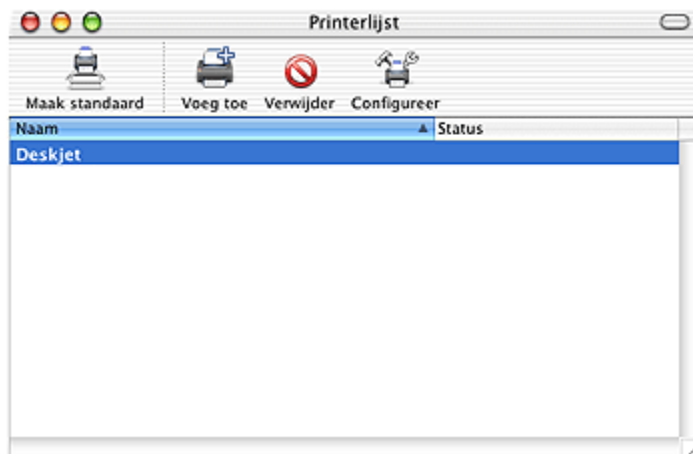 Printerlijst
Maak standaard Voeg toe Verwijder Configureer
Naam Status
Deskjet